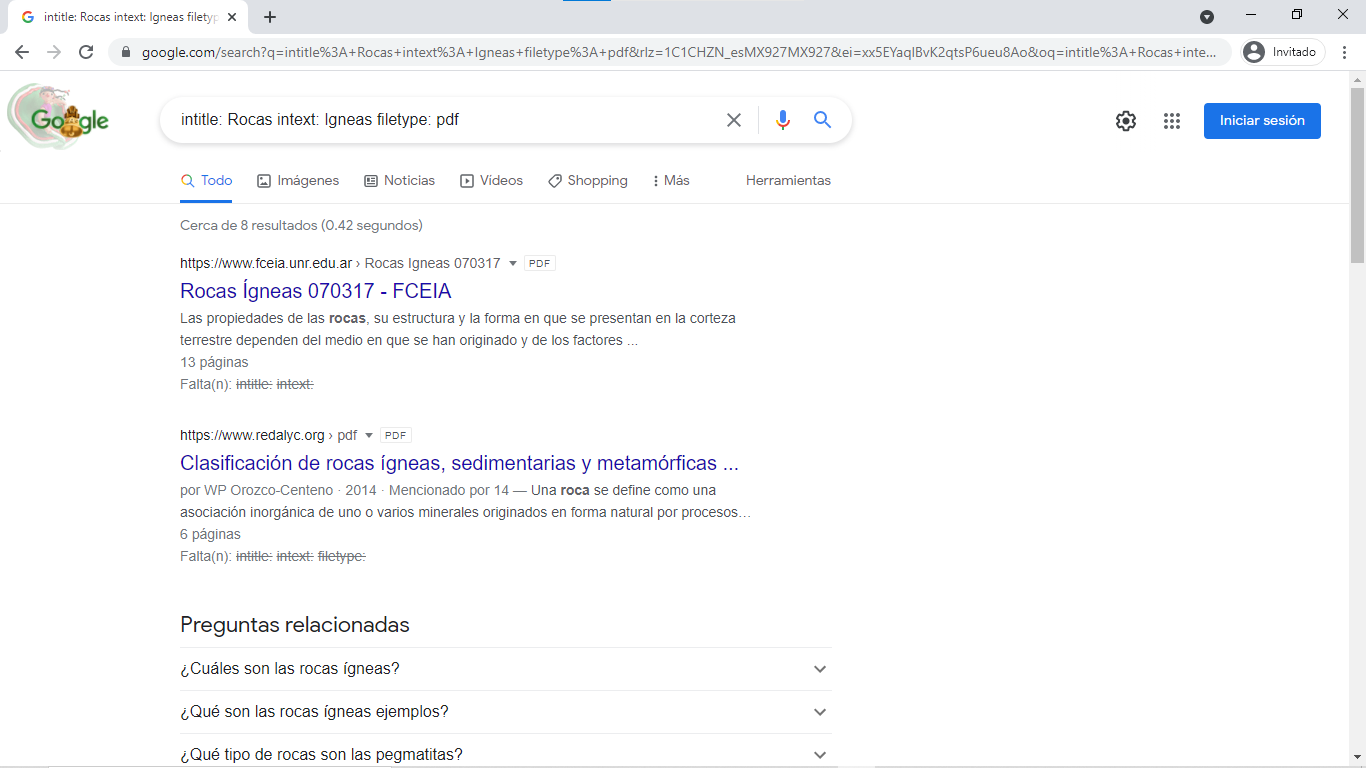 intitle: Rocas intext: Igneas filetyp
google.com/search?q=intitle%3A+Rocas+intext%3A+Igneas+filetype%3A+pdf&rlz=1C1CHZN_esMX927MX927&ei=xx5EYaqIBvK2qtsP6ueu8Ao&oq=intitle%3A+Rocas+inte...
Invitado
Google
intitle: Rocas intext: Igneas filetype: pdf
Iniciar sesión
Todo Imágenes Noticias Vídeos Shopping Más Herramientas
Cerca de 8 resultados (0.42 segundos)
https://www.fceia.unr.edu.ar › Rocas Igneas 070317 PDF
Rocas Ígneas 070317 - FCEIA
Las propiedades de las rocas, su estructura y la forma en que se presentan en la corteza
terrestre dependen del medio en que se han originado y de los factores ...
13 páginas
Falta(n): intitle: intext:
https://www.redalyc.org › pdf PDF
Clasificación de rocas ígneas, sedimentarias y metamórficas ...
por WP Orozco-Centeno · 2014 · Mencionado por 14 — Una roca se define como una
asociación inorgánica de uno o varios minerales originados en forma natural por procesos...
6 páginas
Falta(n): intitle: intext: filetype:
Preguntas relacionadas
¿Cuáles son las rocas ígneas?
¿Qué son las rocas ígneas ejemplos?
¿Qué tipo de rocas son las pegmatitas?